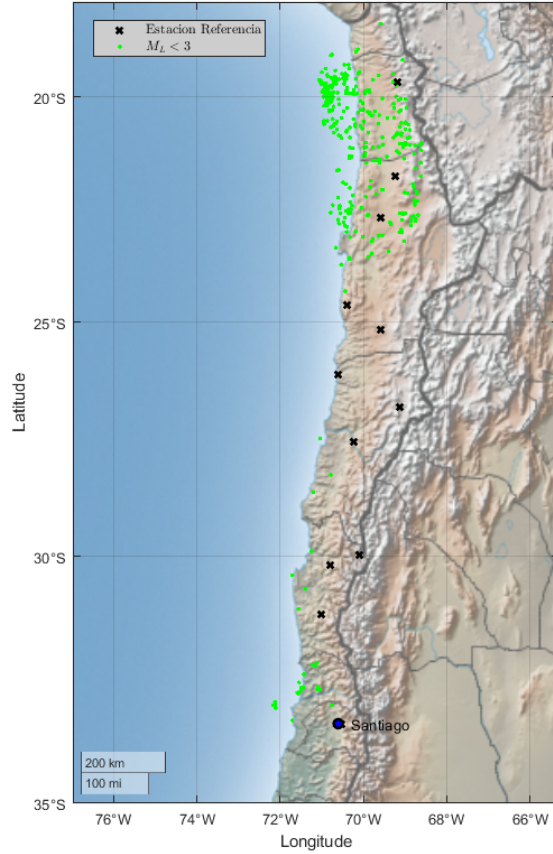 Estacion Referencia
M_L < 3
20°S
25°S
30°S
35°S
Latitude
Santiago
200 km
100 mi
76°W
74°W
72°W
70°W
68°W
66°W
Longitude